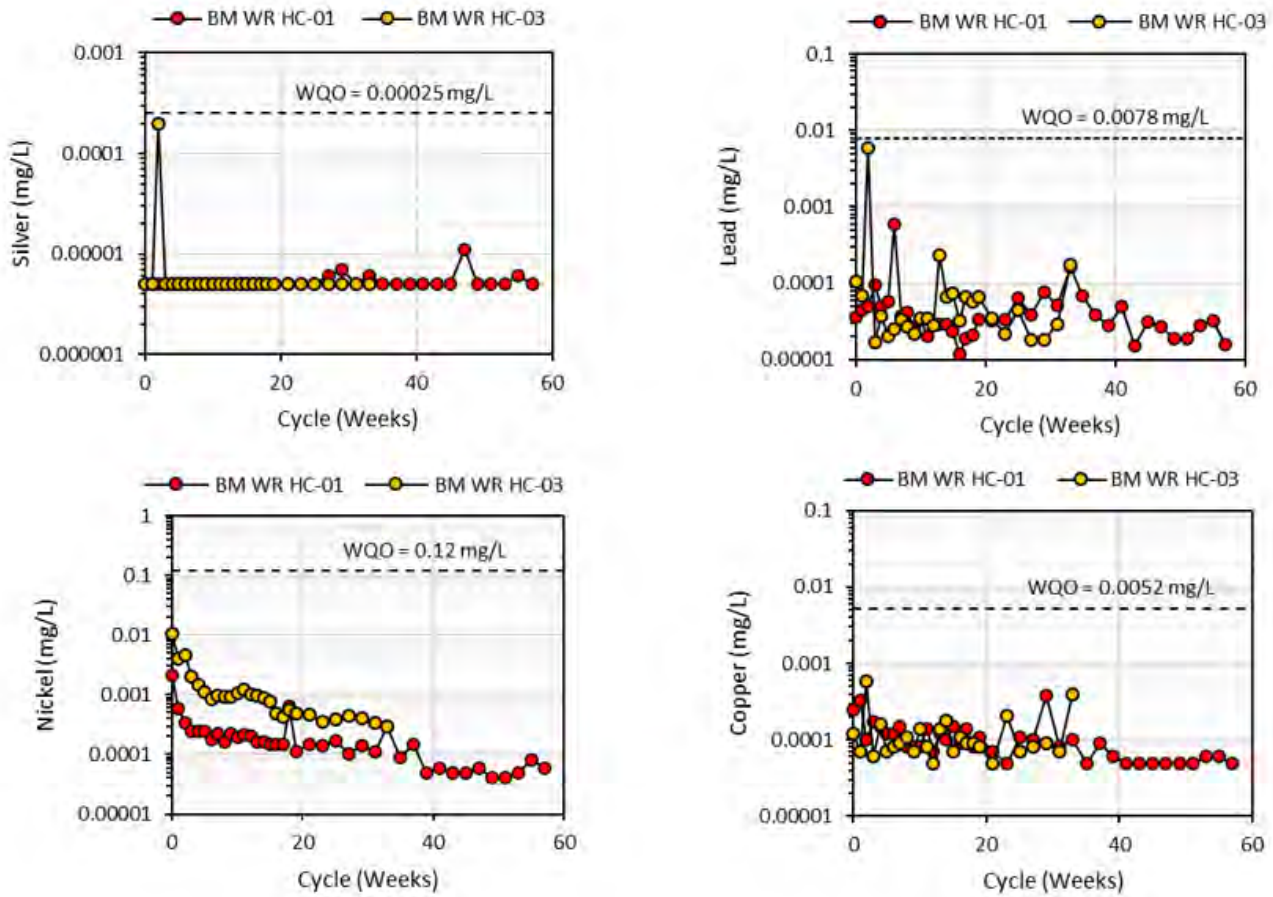 BM WR HC-01 BM WR HC-03
0.001
WQO = 0.00025 mg/L
0.0001
0.00001
0.000001
Silver (mg/L)
0 20 40 60
Cycle (Weeks)
BM WR HC-01 BM WR HC-03
0.1
WQO = 0.0078 mg/L
0.01
0.001
0.0001
0.00001
Lead (mg/L)
0 20 40 60
Cycle (Weeks)
BM WR HC-01 BM WR HC-03
1
WQO = 0.12 mg/L
0.1
0.01
0.001
0.0001
0.00001
Nickel (mg/L)
0 20 40 60
Cycle (Weeks)
BM WR HC-01 BM WR HC-03
0.1
0.01
WQO = 0.0052 mg/L
0.001
0.0001
0.00001
Copper (mg/L)
0 20 40 60
Cycle (Weeks)